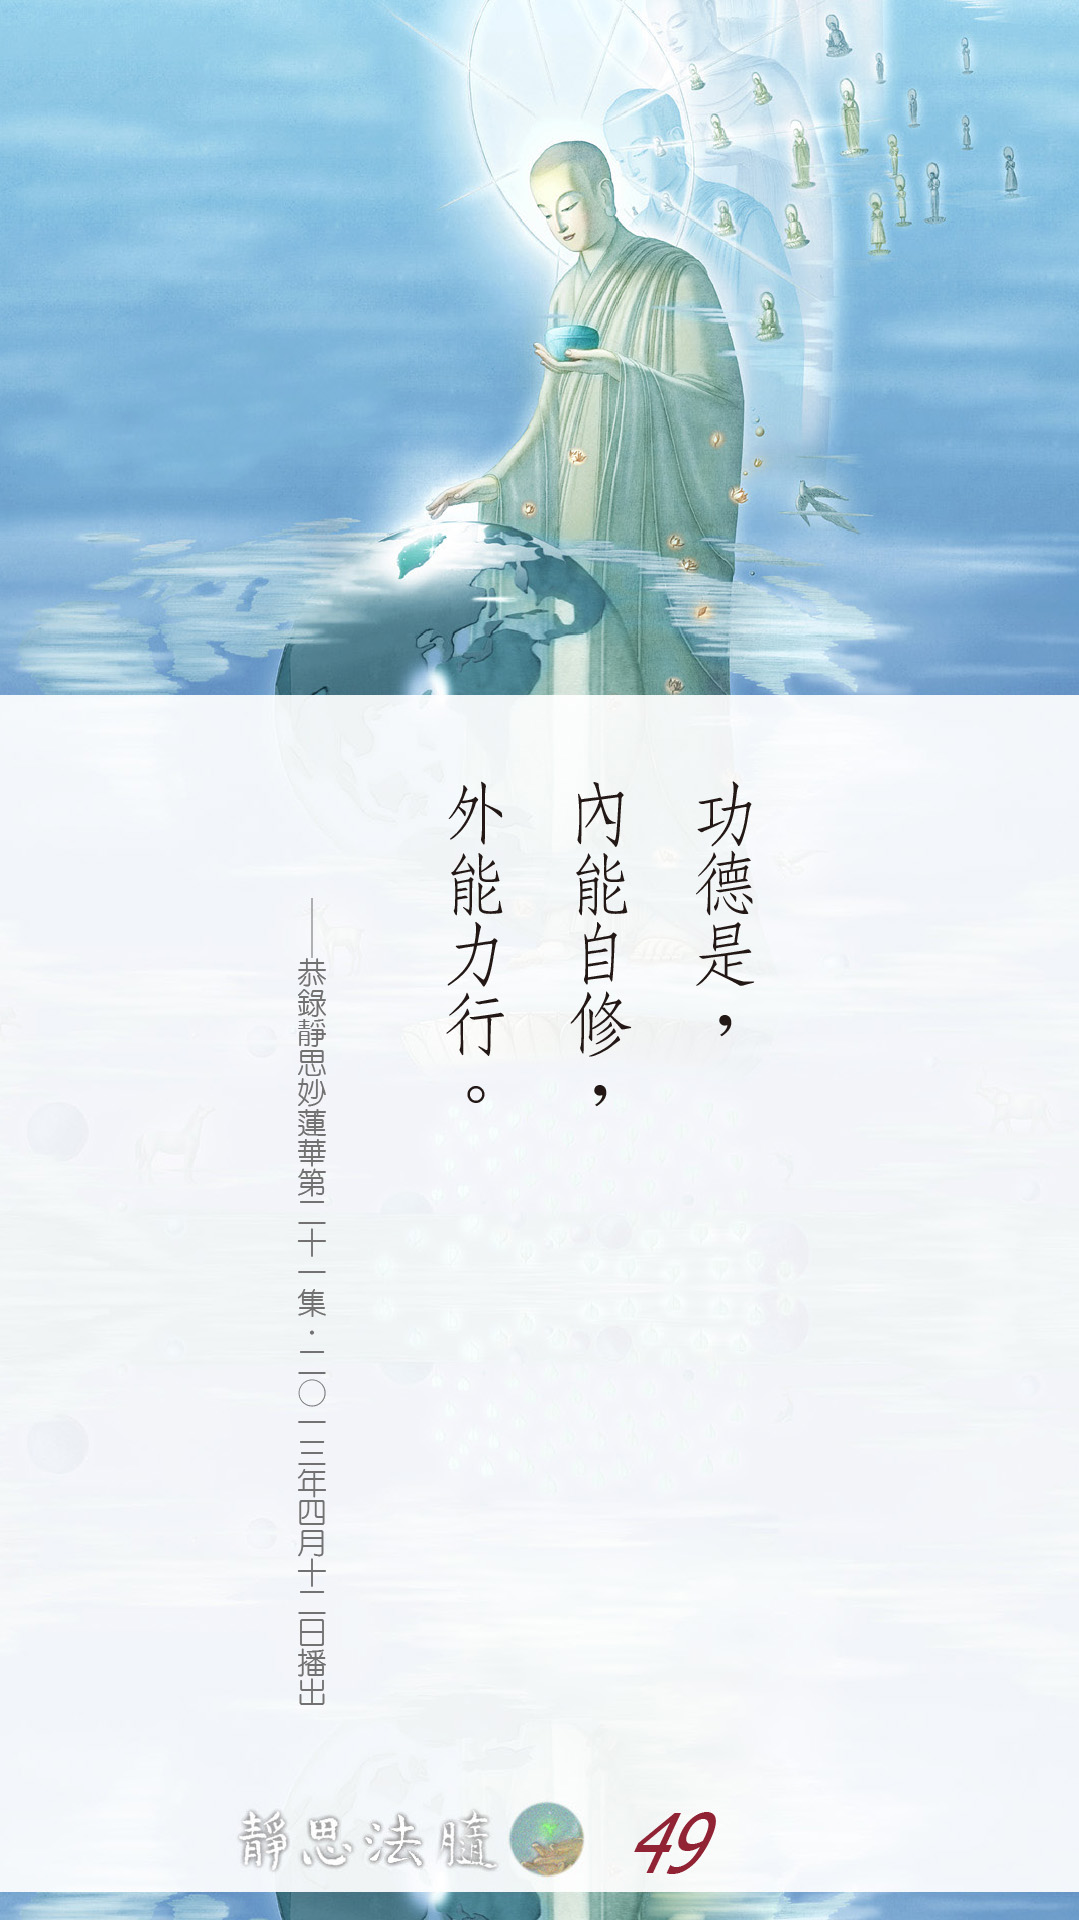 功德是，
內能自修，
外能力行。
──恭錄靜思妙蓮華第二十一集．二〇一三年四月十二日播出
靜思法髓
49